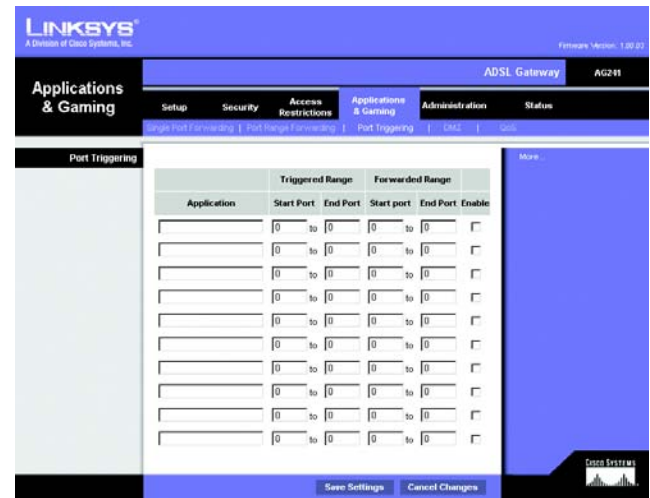 LINKSYS®
A Division of Cisco Systems, Inc.
Firmware Version: 1.00.03
ADSL Gateway AG241
Applications & Gaming
Setup Security Access Restrictions Applications & Gaming Administration Status
Single Port Forwarding | Port Range Forwarding | Port Triggering | DMZ | QoS
Port Triggering
More...
Triggered Range Forwarded Range
Application Start Port End Port Start port End Port Enable
0 to 0 0 to 0
0 to 0 0 to 0
0 to 0 0 to 0
0 to 0 0 to 0
0 to 0 0 to 0
0 to 0 0 to 0
0 to 0 0 to 0
0 to 0 0 to 0
0 to 0 0 to 0
0 to 0 0 to 0
Save Settings Cancel Changes
CISCO SYSTEMS